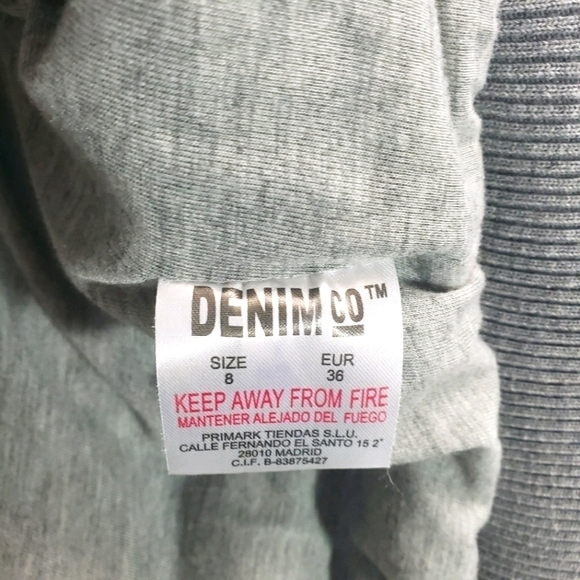 DENIM CO™
SIZE EUR
8 36
KEEP AWAY FROM FIRE
MANTENER ALEJADO DEL FUEGO
PRIMARK TIENDAS S.L.U.
CALLE FERNANDO EL SANTO 15 2°
28010 MADRID
C.I.F. B-83875427